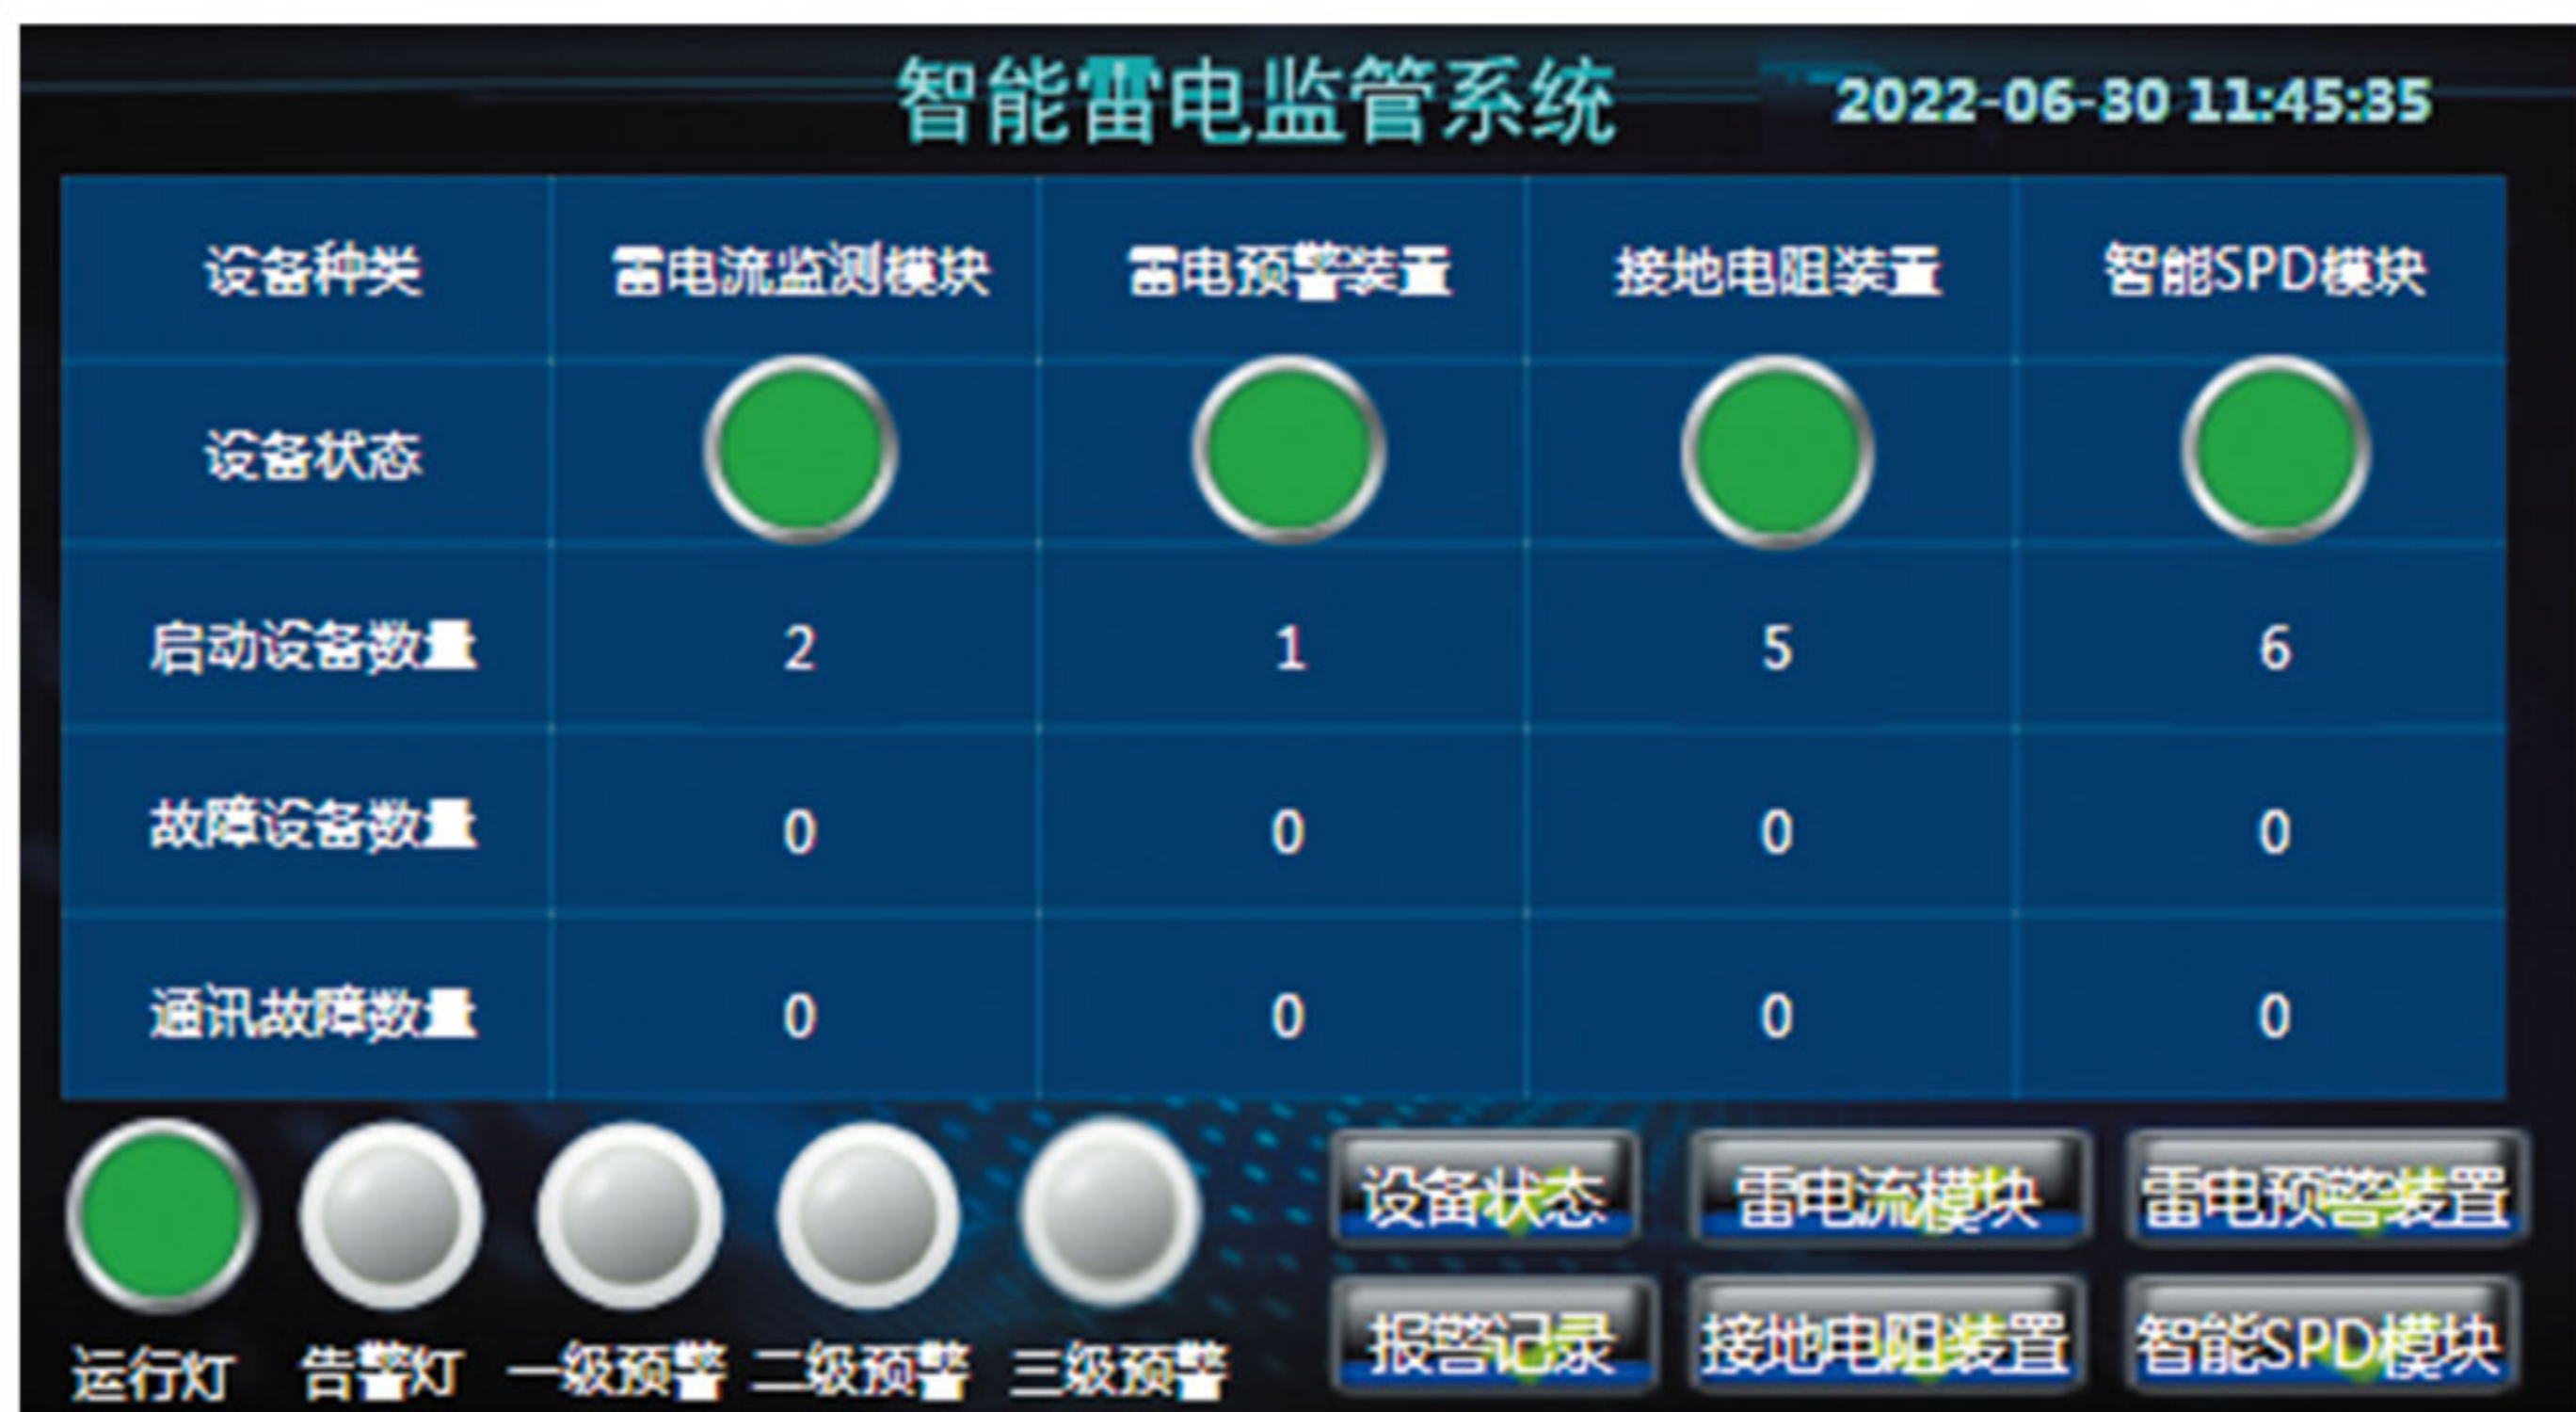 智能雷电监管系统 2022-06-30 11:45:35
设备种类 雷电流监测模块 雷电预警装置 接地电阻装置 智能SPD模块
设备状态
启动设备数量 2 1 5 6
故障设备数量 0 0 0 0
通讯故障数量 0 0 0 0
设备状态 雷电流模块 雷电预警装置
报警记录 接地电阻装置 智能SPD模块
运行灯 告警灯 一级预警 二级预警 三级预警